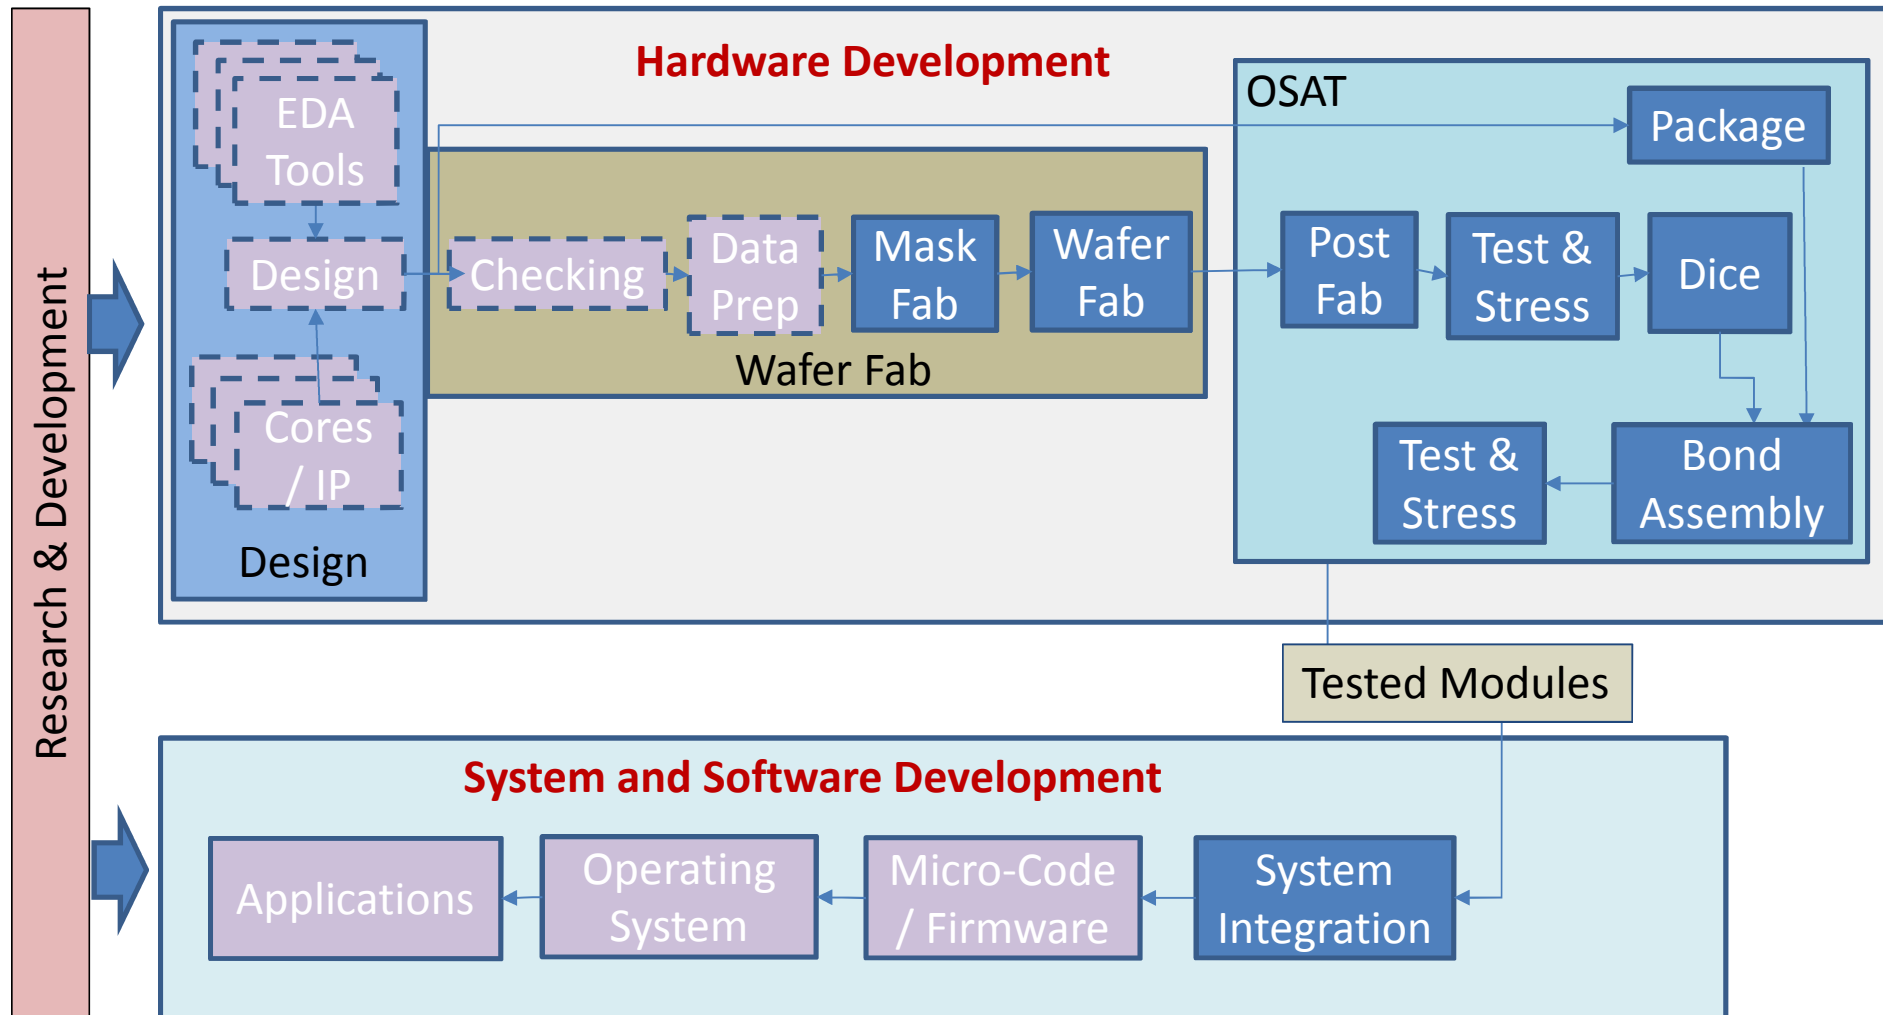 Research & Development
Hardware Development
EDA
Tools
Design
Cores
/ IP
Design
Checking
Data
Prep
Mask
Fab
Wafer
Fab
Wafer Fab
OSAT
Package
Post
Fab
Test &
Stress
Dice
Test &
Stress
Bond
Assembly
Tested Modules
System and Software Development
Applications
Operating
System
Micro-Code
/ Firmware
System
Integration